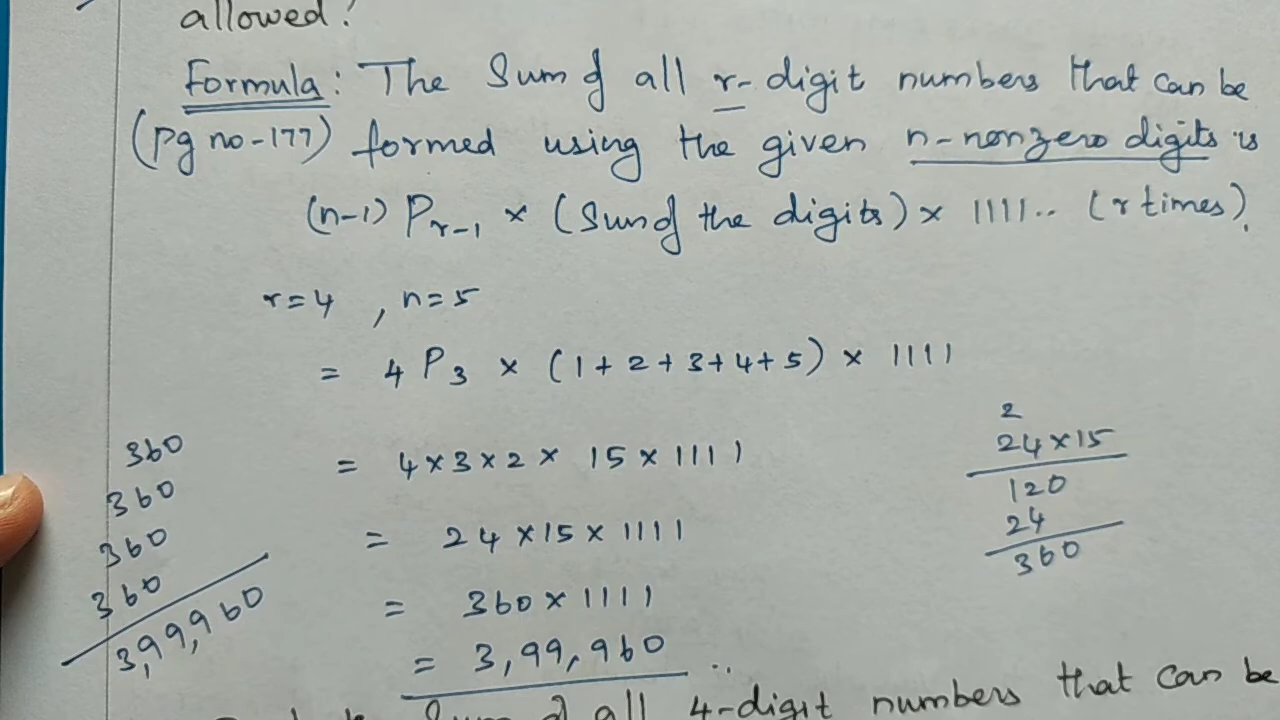 allowed?
Formula: The Sum of all r-digit numbers that can be
(pg no-177) formed using the given n-nonzero digits is
(n-1) Pr-1 × (Sum of the digits) × 1111.. (r times).
r=4 , n=5
= 4 P3 × (1+2+3+4+5) × 1111
= 4×3×2× 15×1111
= 24×15×1111
= 360×1111
= 3,99,960
360
360
360
360
3,99,960
2
24×15
120
24
360
Sum of all 4-digit numbers that can be